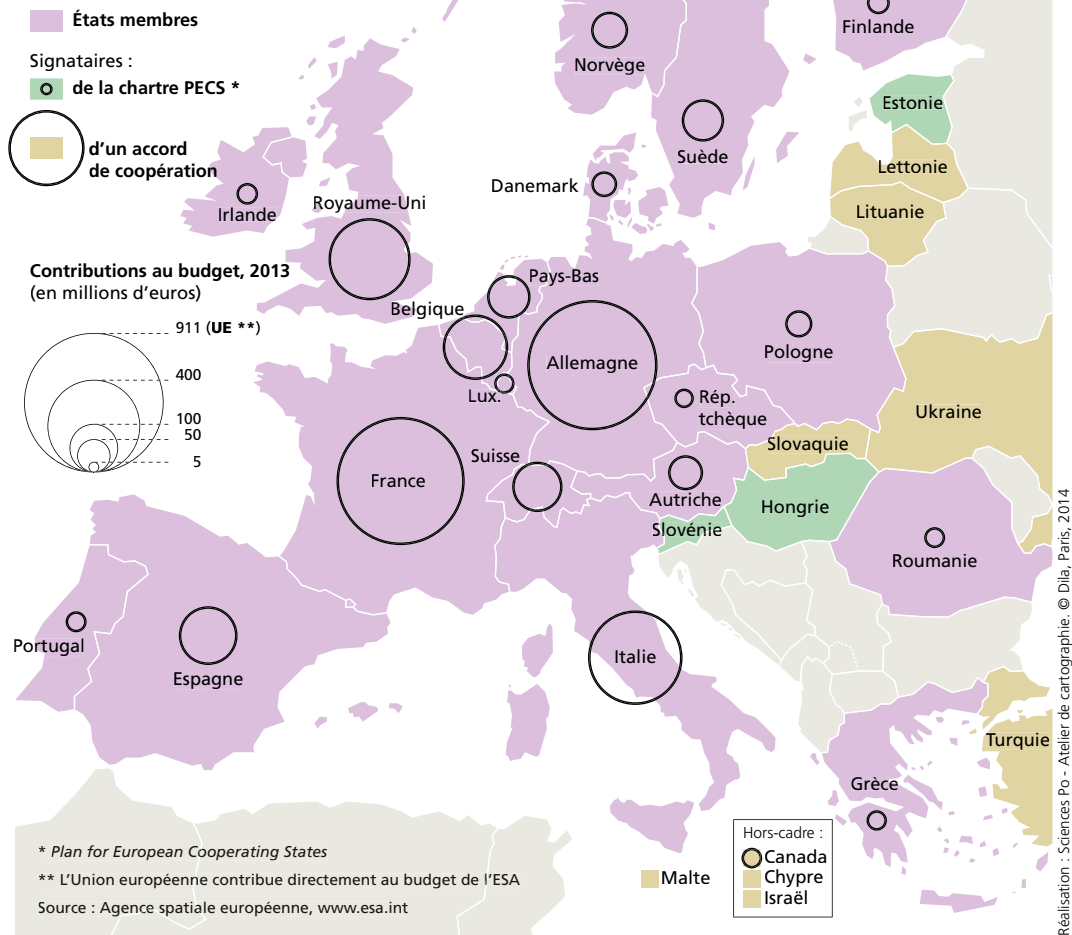 États membres
Signataires :
de la chartre PECS *
d'un accord
de coopération
Contributions au budget, 2013
(en millions d'euros)
911 (UE **)
400
100
50
5
Finlande
Norvège
Estonie
Suède
Lettonie
Danemark
Lituanie
Irlande
Royaume-Uni
Pays-Bas
Belgique
Allemagne
Pologne
Lux.
Rép.
tchèque
Ukraine
Slovaquie
Suisse
France
Autriche
Hongrie
Slovénie
Roumanie
Portugal
Espagne
Italie
Turquie
Grèce
Malte
Hors-cadre :
Canada
Chypre
Israël
* Plan for European Cooperating States
** L'Union européenne contribue directement au budget de l'ESA
Source : Agence spatiale européenne, www.esa.int
Réalisation : Sciences Po - Atelier de cartographie. © Dila, Paris, 2014